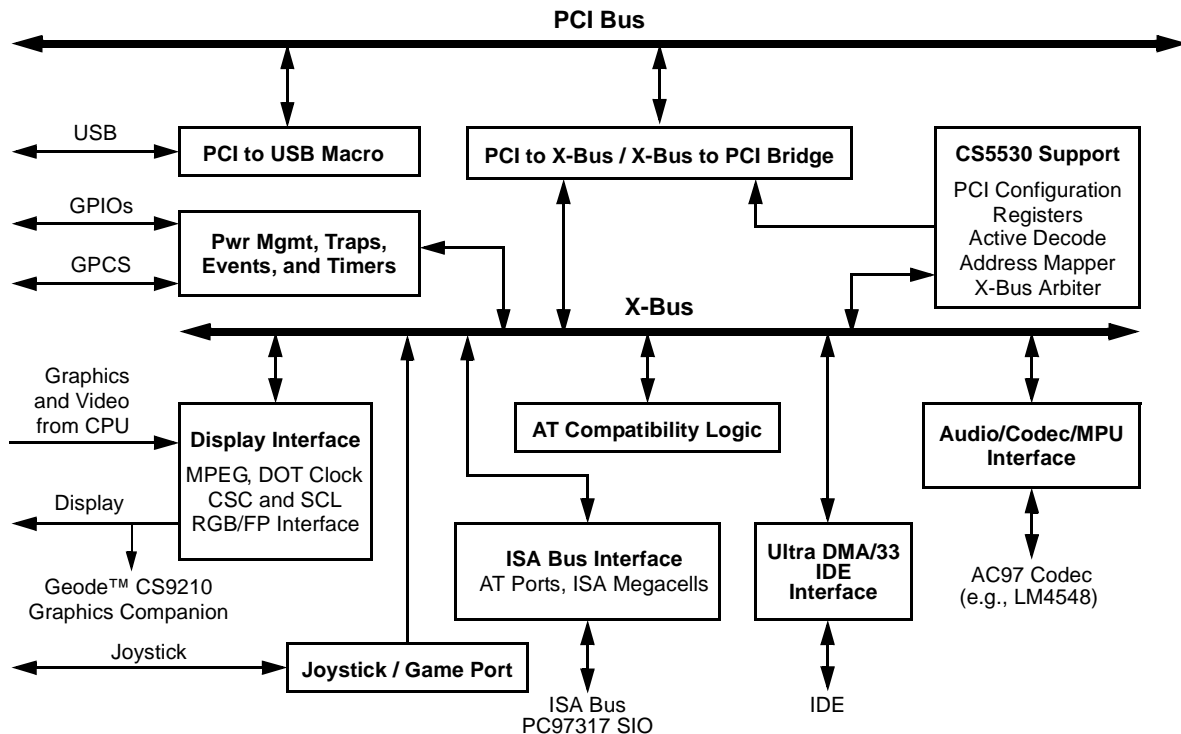 PCI Bus
USB
PCI to USB Macro
PCI to X-Bus / X-Bus to PCI Bridge
CS5530 Support
PCI Configuration
Registers
Active Decode
Address Mapper
X-Bus Arbiter
GPIOs
GPCS
Pwr Mgmt, Traps,
Events, and Timers
X-Bus
Graphics
and Video
from CPU
Display
Display Interface
MPEG, DOT Clock
CSC and SCL
RGB/FP Interface
AT Compatibility Logic
Audio/Codec/MPU
Interface
Geode™ CS9210
Graphics Companion
ISA Bus Interface
AT Ports, ISA Megacells
Ultra DMA/33
IDE
Interface
AC97 Codec
(e.g., LM4548)
Joystick
Joystick / Game Port
ISA Bus
PC97317 SIO
IDE